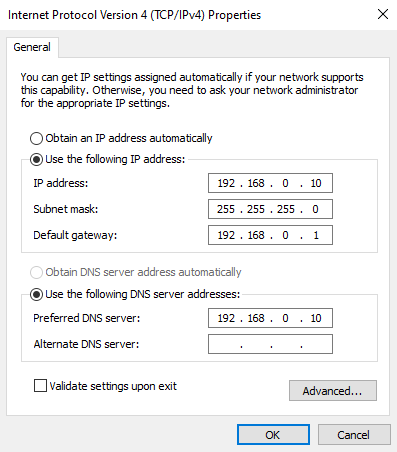 Internet Protocol Version 4 (TCP/IPv4) Properties
General
You can get IP settings assigned automatically if your network supports
this capability. Otherwise, you need to ask your network administrator
for the appropriate IP settings.
Obtain an IP address automatically
Use the following IP address:
IP address: 192 . 168 . 0 . 10
Subnet mask: 255 . 255 . 255 . 0
Default gateway: 192 . 168 . 0 . 1
Obtain DNS server address automatically
Use the following DNS server addresses:
Preferred DNS server: 192 . 168 . 0 . 10
Alternate DNS server: . . .
Validate settings upon exit
Advanced...
OK Cancel